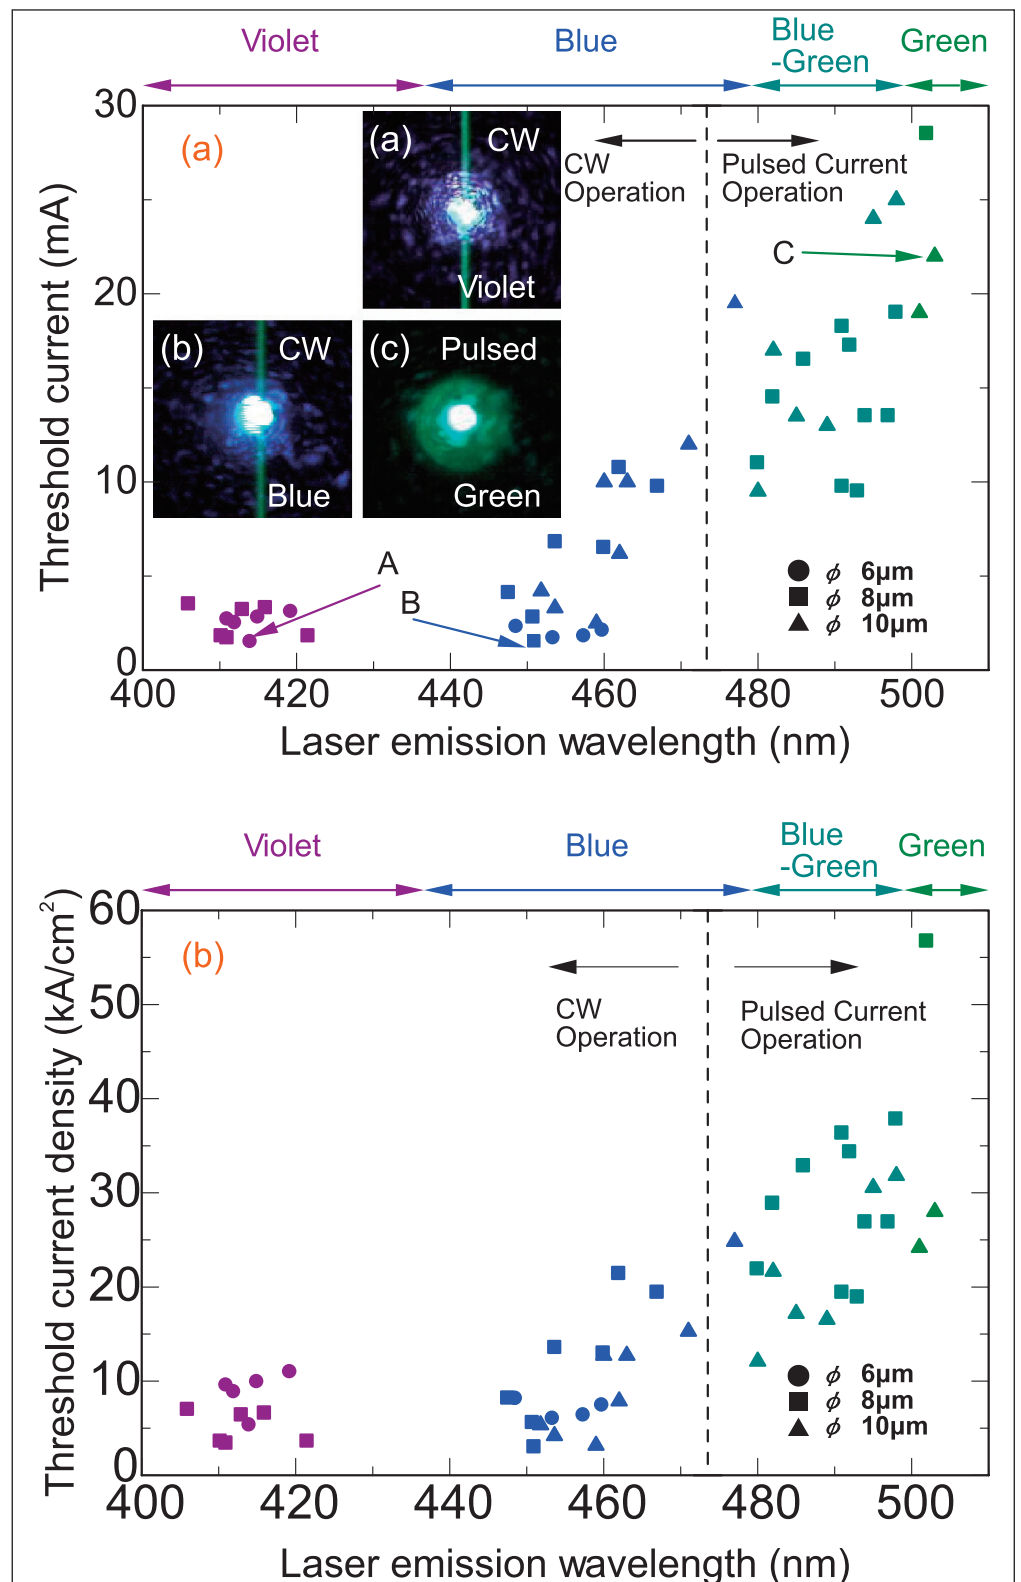 Violet
Blue
Blue
-Green
Green
30
20
10
0
Threshold current (mA)
(a)
(a)
CW
Violet
(b)
CW
Blue
(c)
Pulsed
Green
CW
Operation
Pulsed Current
Operation
C
A
B
ϕ 6µm
ϕ 8µm
ϕ 10µm
400
420
440
460
480
500
Laser emission wavelength (nm)
Violet
Blue
Blue
-Green
Green
60
50
40
30
20
10
0
Threshold current density (kA/cm²)
(b)
CW
Operation
Pulsed Current
Operation
ϕ 6µm
ϕ 8µm
ϕ 10µm
400
420
440
460
480
500
Laser emission wavelength (nm)